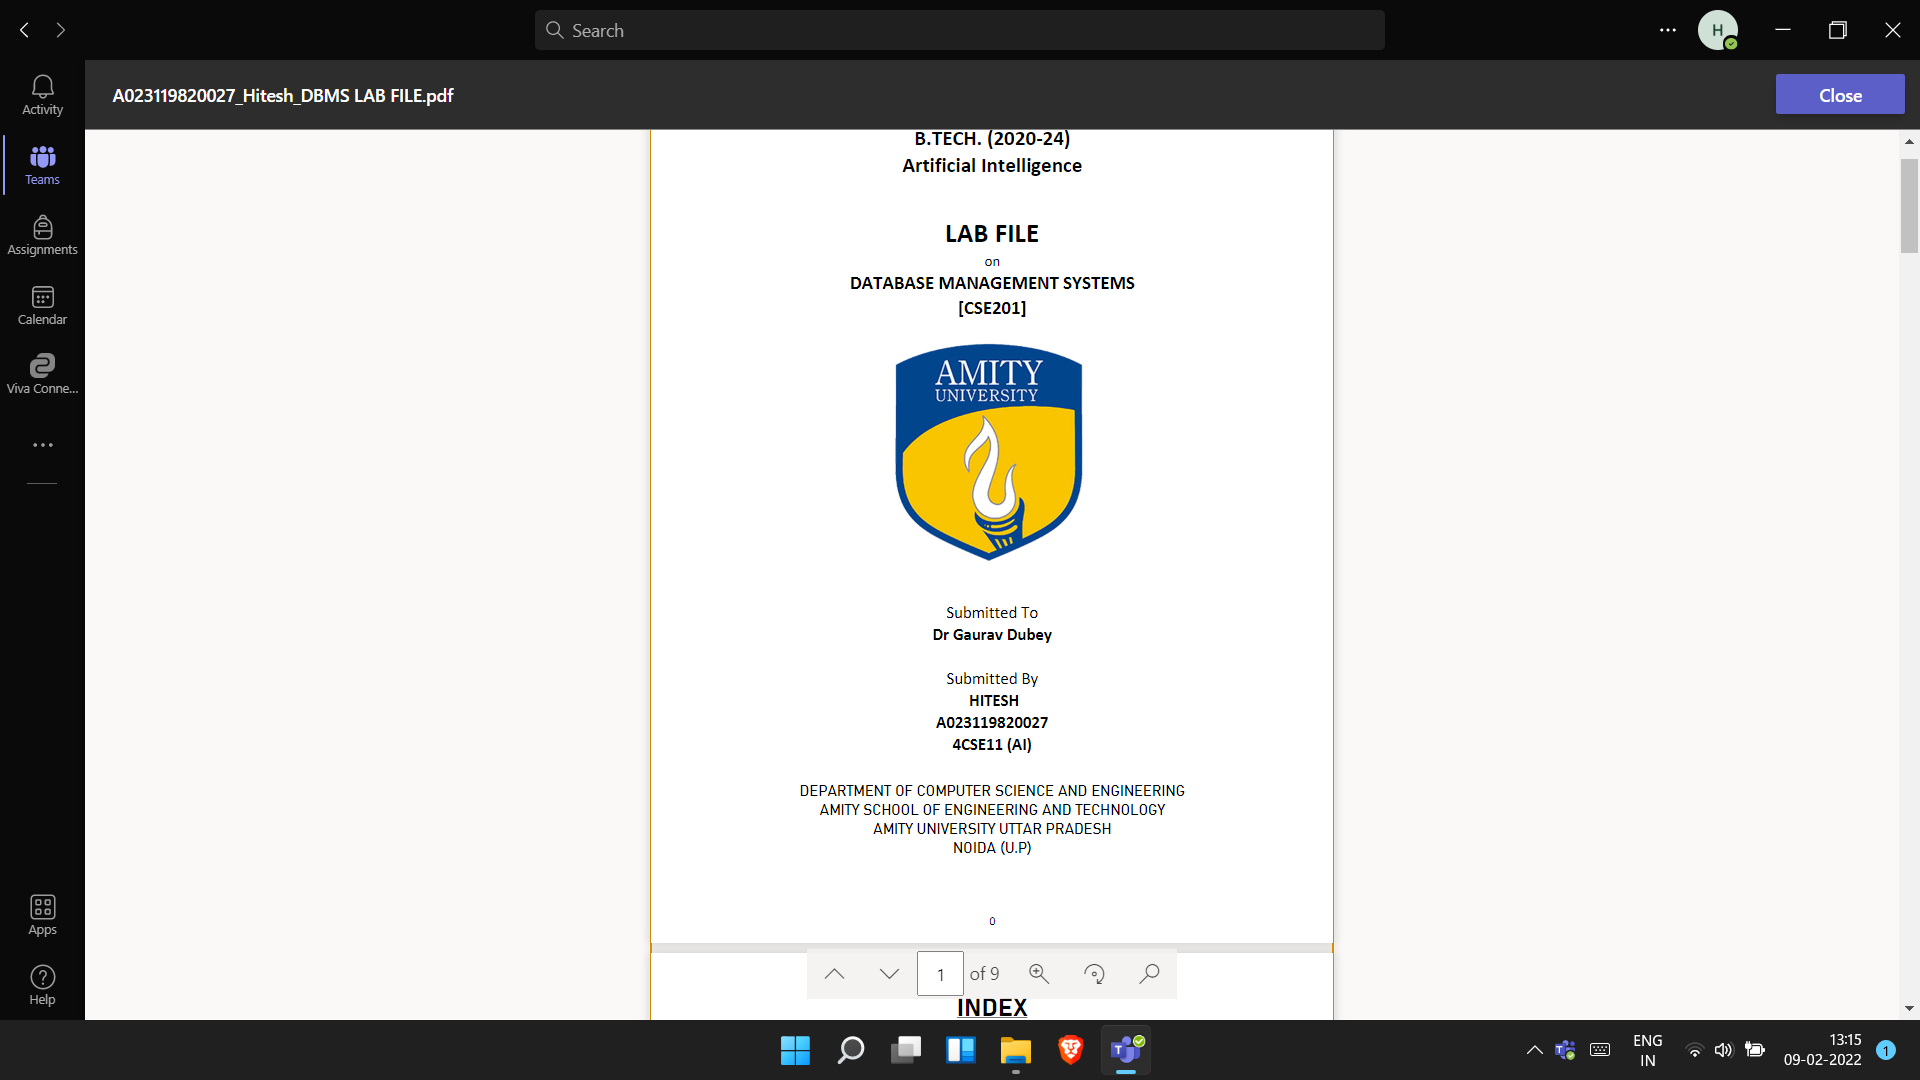 Search
H
Activity
A023119820027_Hitesh_DBMS LAB FILE.pdf
Close
Teams
Assignments
Calendar
Viva Conne...
Apps
Help
B.TECH. (2020-24)
Artificial Intelligence
LAB FILE
on
DATABASE MANAGEMENT SYSTEMS
[CSE201]
AMITY
UNIVERSITY
Submitted To
Dr Gaurav Dubey
Submitted By
HITESH
A023119820027
4CSE11 (AI)
DEPARTMENT OF COMPUTER SCIENCE AND ENGINEERING
AMITY SCHOOL OF ENGINEERING AND TECHNOLOGY
AMITY UNIVERSITY UTTAR PRADESH
NOIDA (U.P)
0
1 of 9
INDEX
ENG
IN
13:15
09-02-2022
1